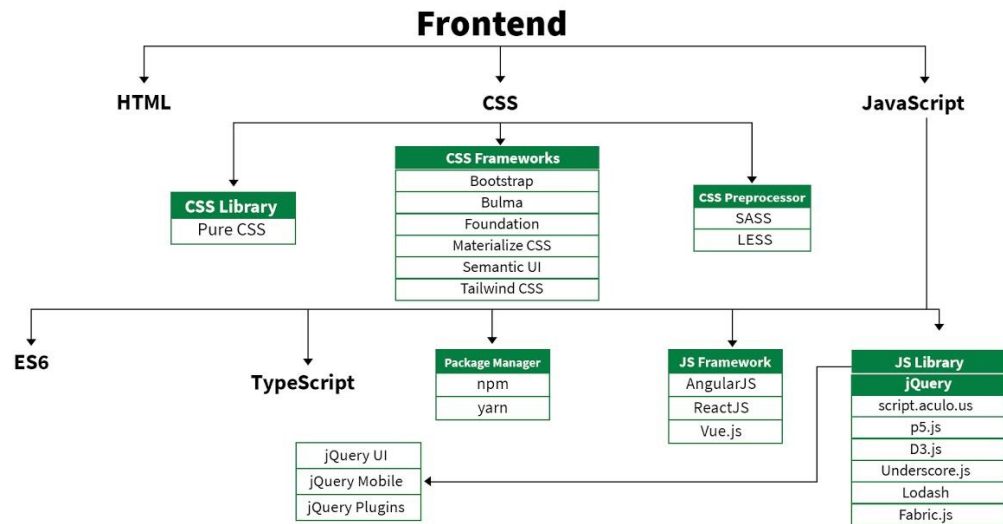 Frontend
HTML
CSS
JavaScript
CSS Library
Pure CSS
CSS Frameworks
Bootstrap
Bulma
Foundation
Materialize CSS
Semantic UI
Tailwind CSS
CSS Preprocessor
SASS
LESS
ES6
TypeScript
Package Manager
npm
yarn
JS Framework
AngularJS
ReactJS
Vue.js
JS Library
jQuery
script.aculo.us
p5.js
D3.js
Underscore.js
Lodash
Fabric.js
jQuery UI
jQuery Mobile
jQuery Plugins